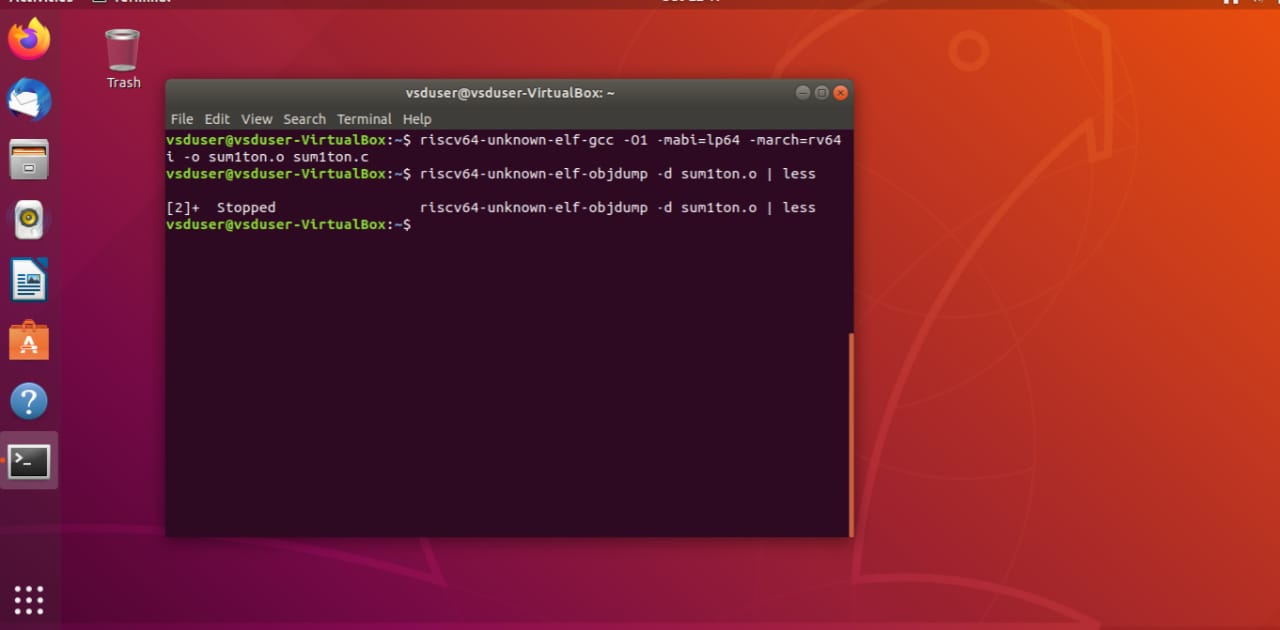 Trash
vsduser@vsduser-VirtualBox: ~
File Edit View Search Terminal Help
vsduser@vsduser-VirtualBox:~$ riscv64-unknown-elf-gcc -O1 -mabi=lp64 -march=rv64
i -o sum1ton.o sum1ton.c
vsduser@vsduser-VirtualBox:~$ riscv64-unknown-elf-objdump -d sum1ton.o | less
[2]+  Stopped                 riscv64-unknown-elf-objdump -d sum1ton.o | less
vsduser@vsduser-VirtualBox:~$